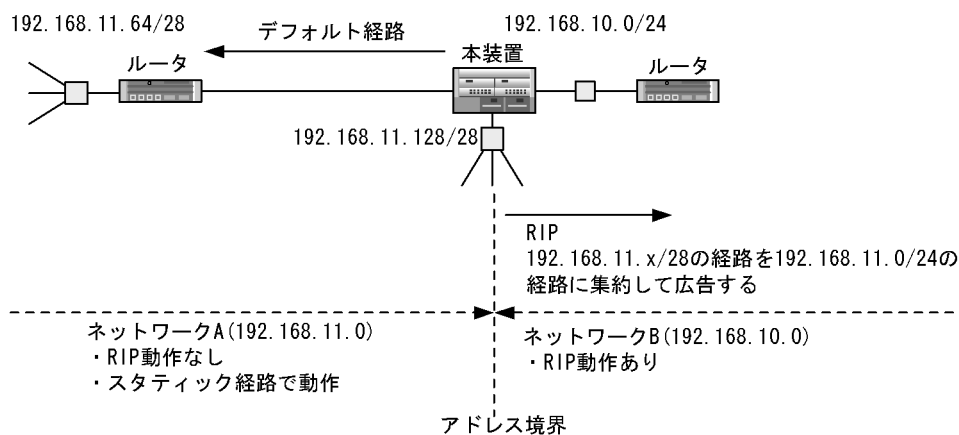 192.168.11.64/28
デフォルト経路
192.168.10.0/24
ルータ
本装置
ルータ
192.168.11.128/28
RIP
192.168.11.x/28の経路を192.168.11.0/24の
経路に集約して広告する
ネットワークA(192.168.11.0)
・RIP動作なし
・スタティック経路で動作
ネットワークB(192.168.10.0)
・RIP動作あり
アドレス境界